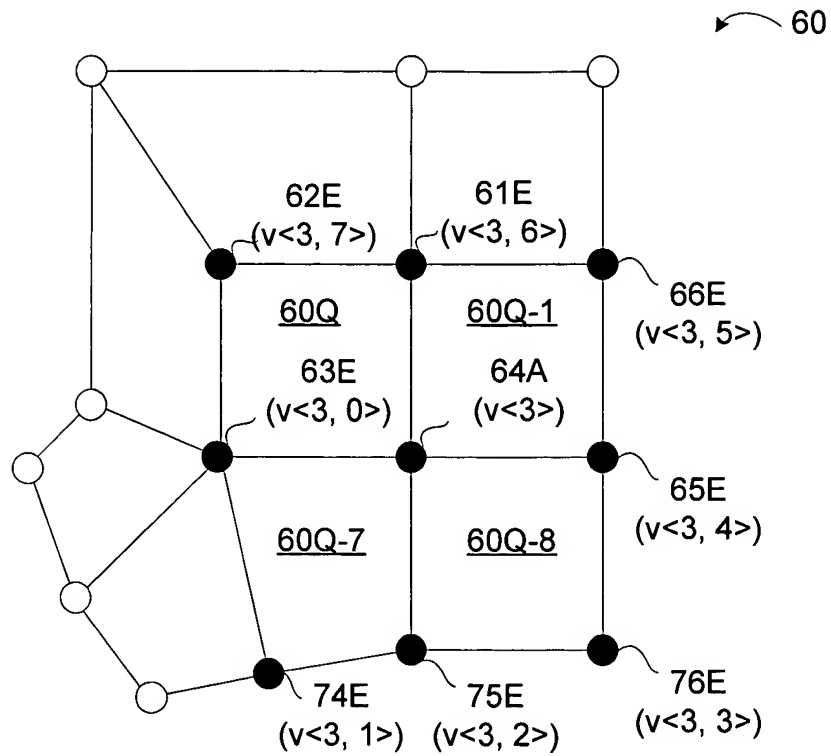 60
62E
(v<3, 7>)
61E
(v<3, 6>)
66E
(v<3, 5>)
60Q
60Q-1
63E
(v<3, 0>)
64A
(v<3>)
65E
(v<3, 4>)
60Q-7
60Q-8
74E
(v<3, 1>)
75E
(v<3, 2>)
76E
(v<3, 3>)